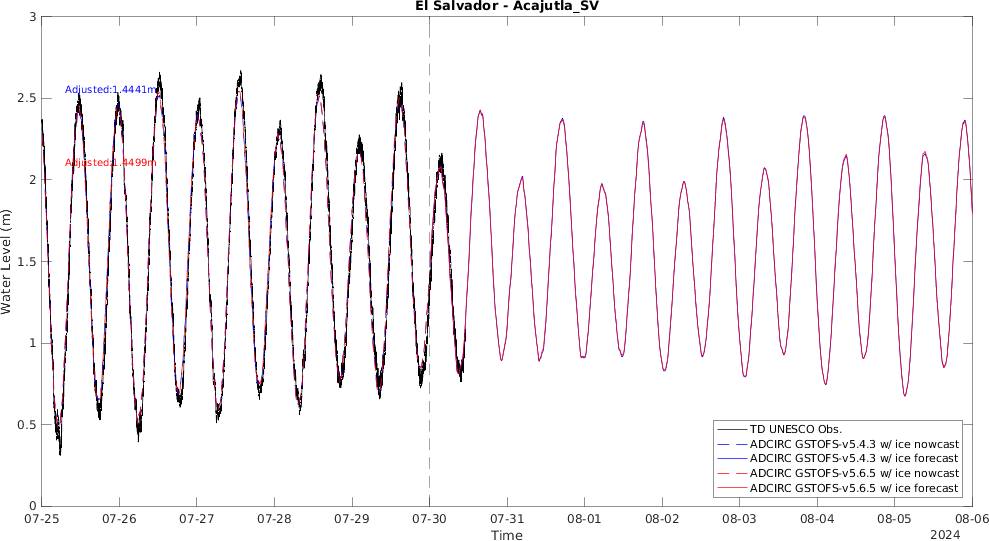 El Salvador - Acajutla_SV
3
2.5
2
1.5
1
0.5
0
Water Level (m)
Adjusted:1.4441m
Adjusted:1.4499m
TD UNESCO Obs.
ADCIRC GSTOFS-v5.4.3 w/ ice nowcast
ADCIRC GSTOFS-v5.4.3 w/ ice forecast
ADCIRC GSTOFS-v5.6.5 w/ ice nowcast
ADCIRC GSTOFS-v5.6.5 w/ ice forecast
07-25 07-26 07-27 07-28 07-29 07-30 07-31 08-01 08-02 08-03 08-04 08-05 08-06
Time
2024